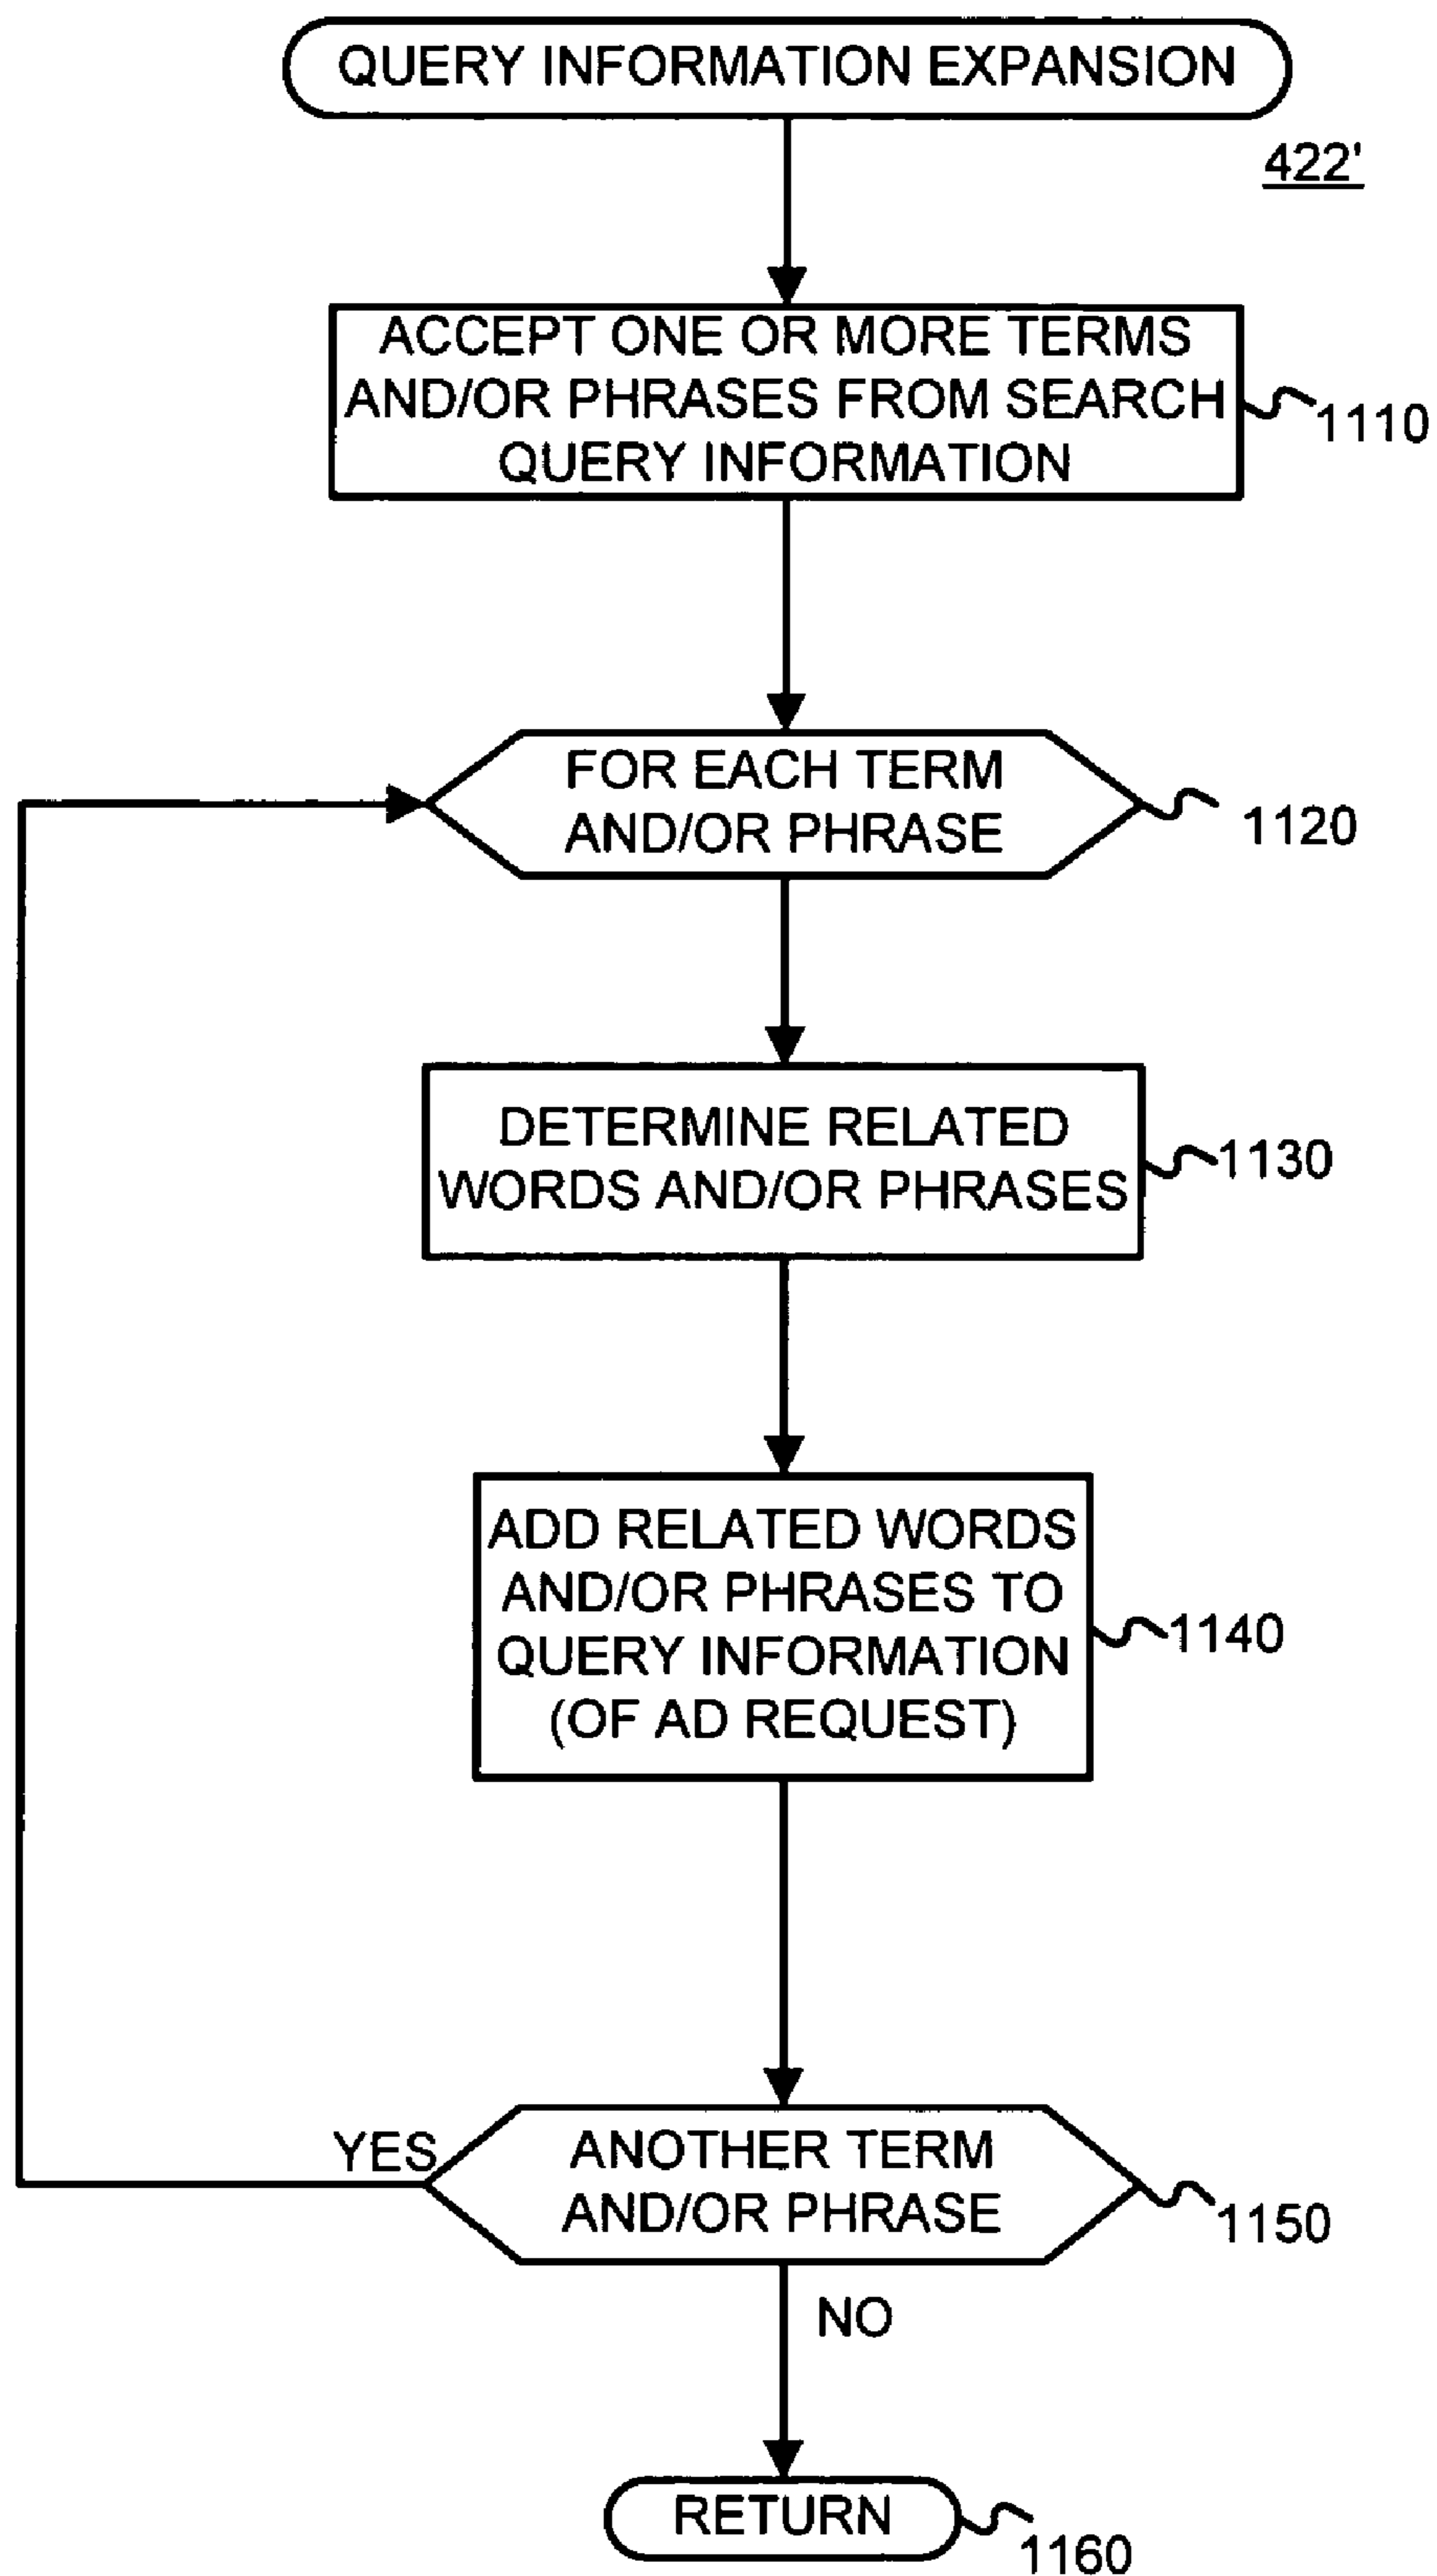 QUERY INFORMATION EXPANSION
422'
ACCEPT ONE OR MORE TERMS
AND/OR PHRASES FROM SEARCH
QUERY INFORMATION
1110
FOR EACH TERM
AND/OR PHRASE
1120
DETERMINE RELATED
WORDS AND/OR PHRASES
1130
ADD RELATED WORDS
AND/OR PHRASES TO
QUERY INFORMATION
(OF AD REQUEST)
1140
YES
ANOTHER TERM
AND/OR PHRASE
1150
NO
RETURN
1160